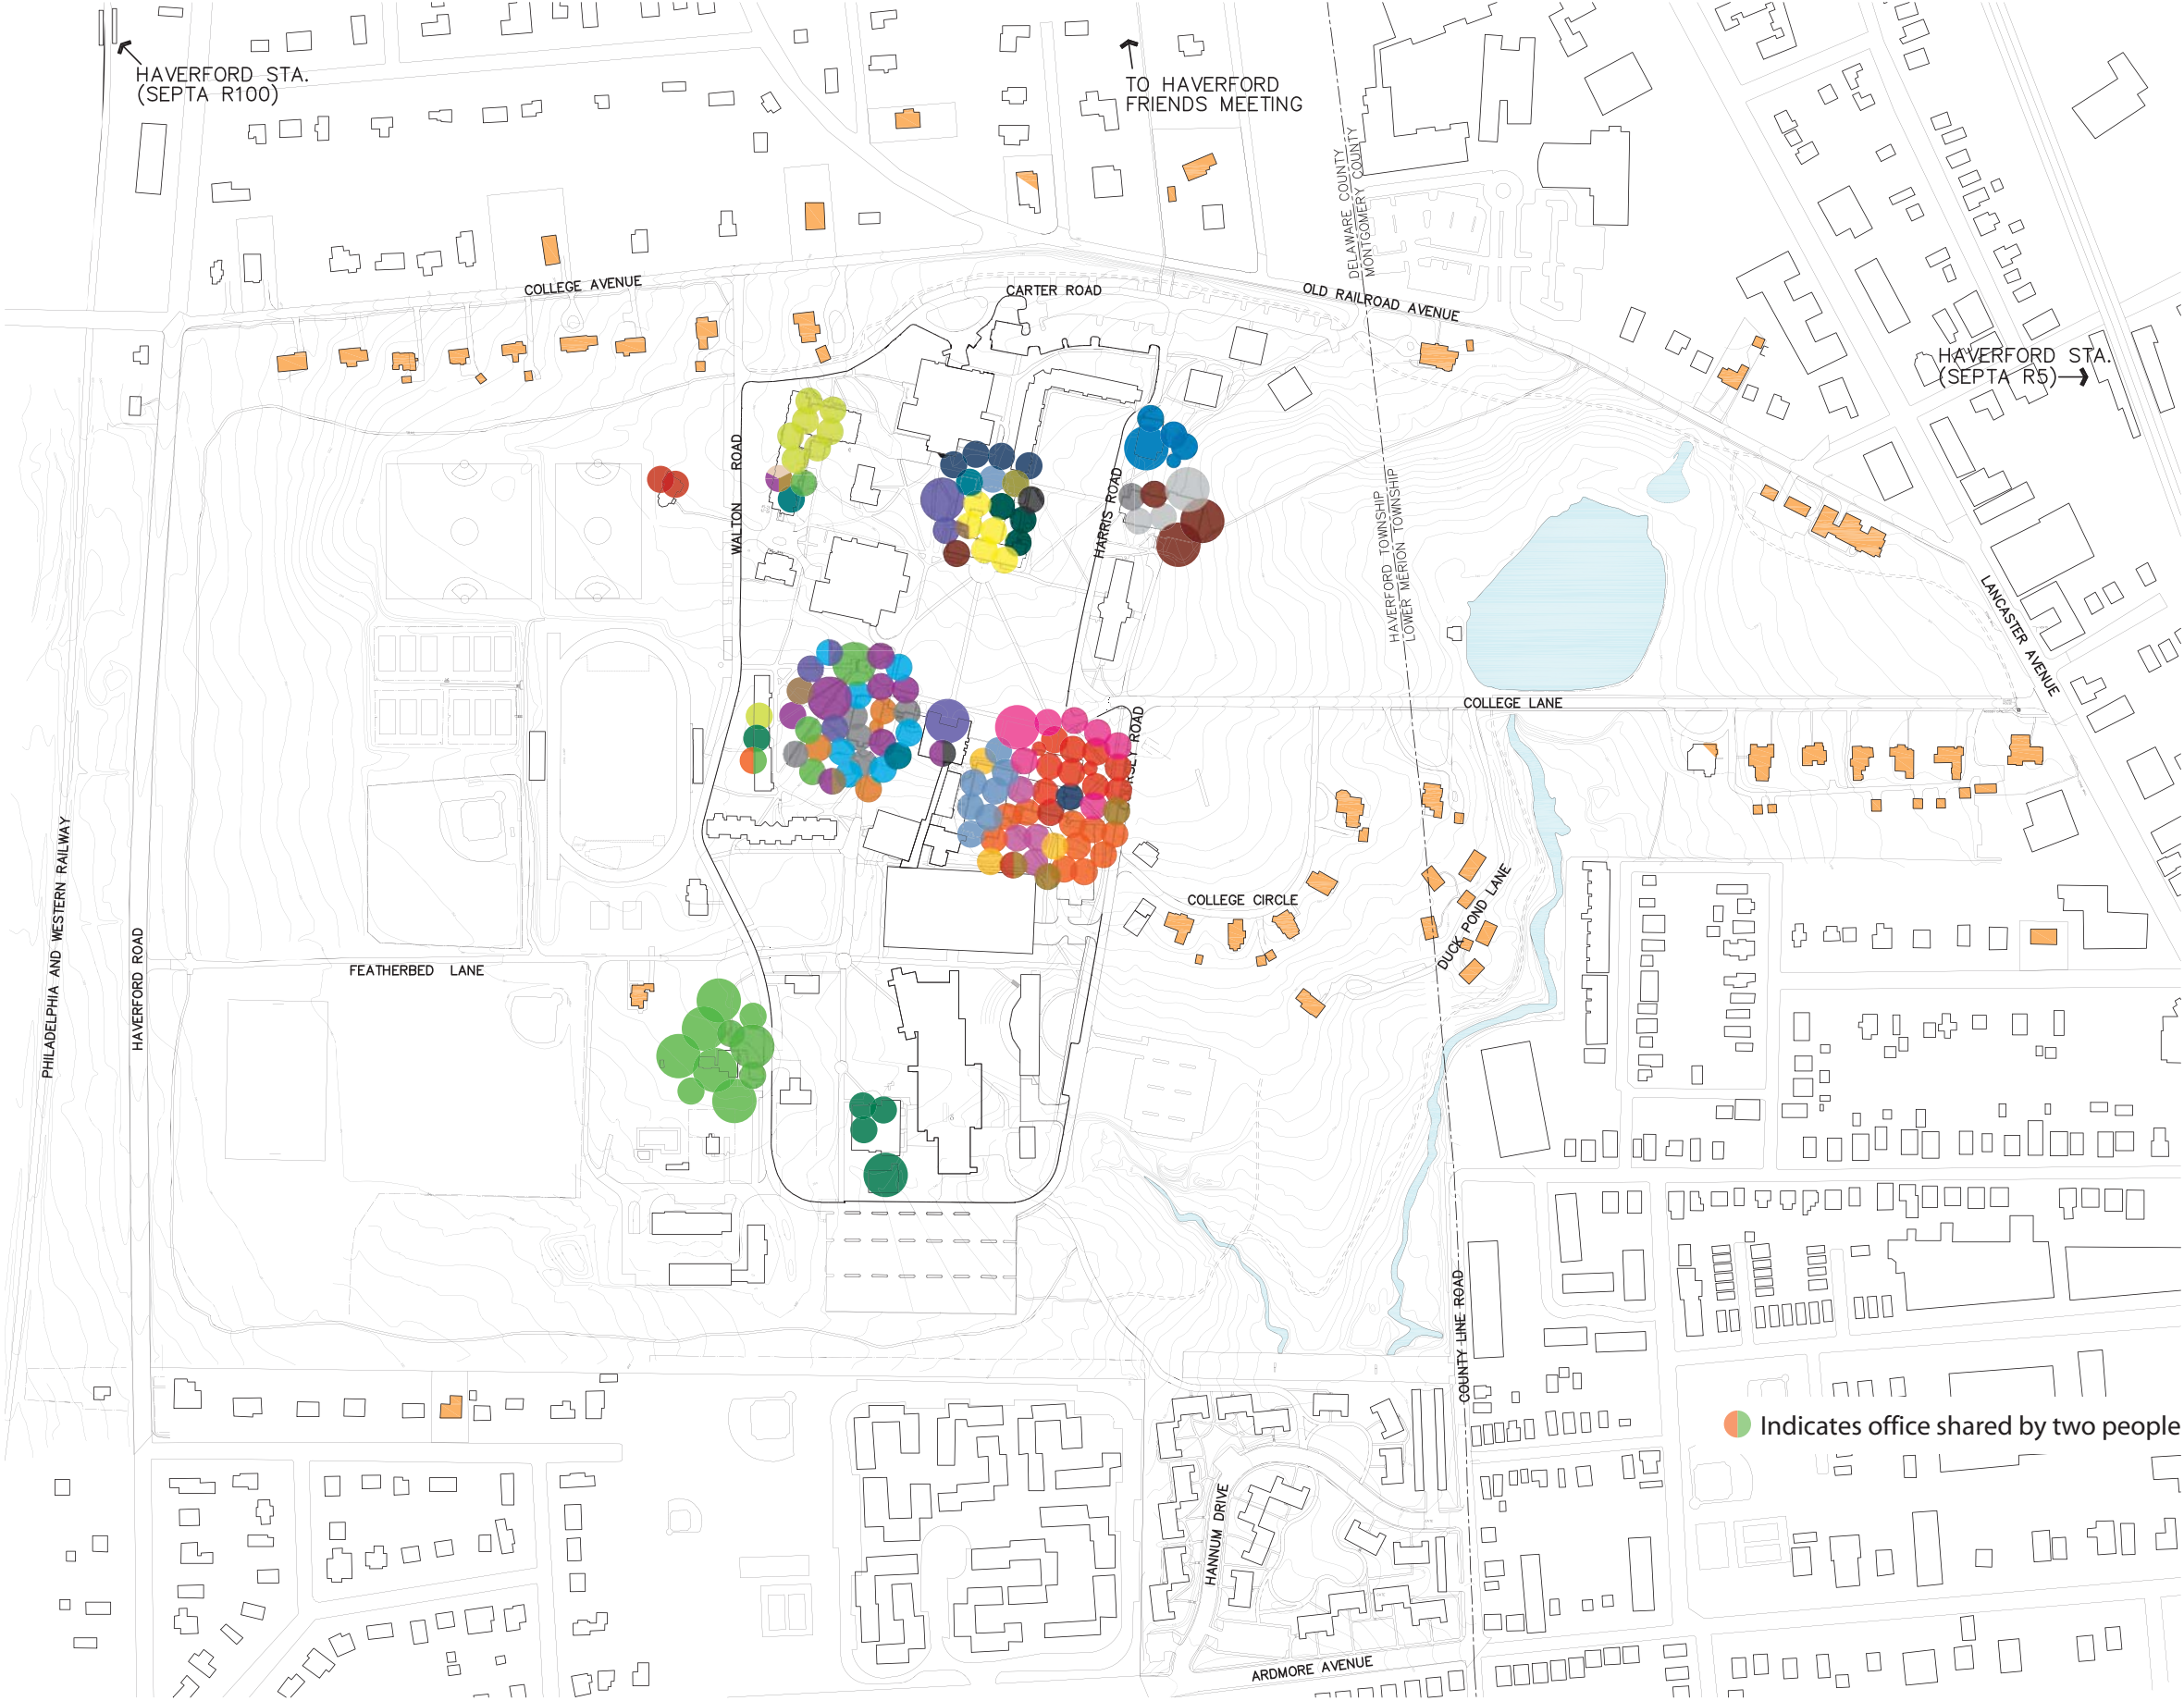 HAVERFORD STA.
(SEPTA R100)
TO HAVERFORD
FRIENDS MEETING
DELAWARE COUNTY
MONTGOMERY COUNTY
COLLEGE AVENUE
CARTER ROAD
OLD RAILROAD AVENUE
HAVERFORD STA.
(SEPTA R5)
WALTON ROAD
HARRIS ROAD
HAVERFORD TOWNSHIP
LOWER MERION TOWNSHIP
LANCASTER AVENUE
COLLEGE LANE
RSEY ROAD
PHILADELPHIA AND WESTERN RAILWAY
HAVERFORD ROAD
COLLEGE CIRCLE
DUCK POND LANE
FEATHERBED LANE
COUNTY LINE ROAD
Indicates office shared by two people
HANNUM DRIVE
ARDMORE AVENUE